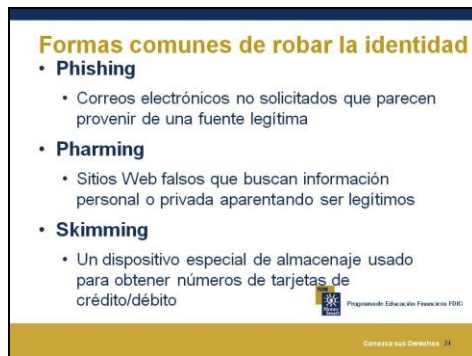 Formas comunes de robar la identidad
• Phishing
• Correos electrónicos no solicitados que parecen
provenir de una fuente legítima
• Pharming
• Sitios Web falsos que buscan información
personal o privada aparentando ser legítimos
• Skimming
• Un dispositivo especial de almacenaje usado
para obtener números de tarjetas de
crédito/débito
Programa de Educación Financiera FDIC
Conozca sus Derechos 24